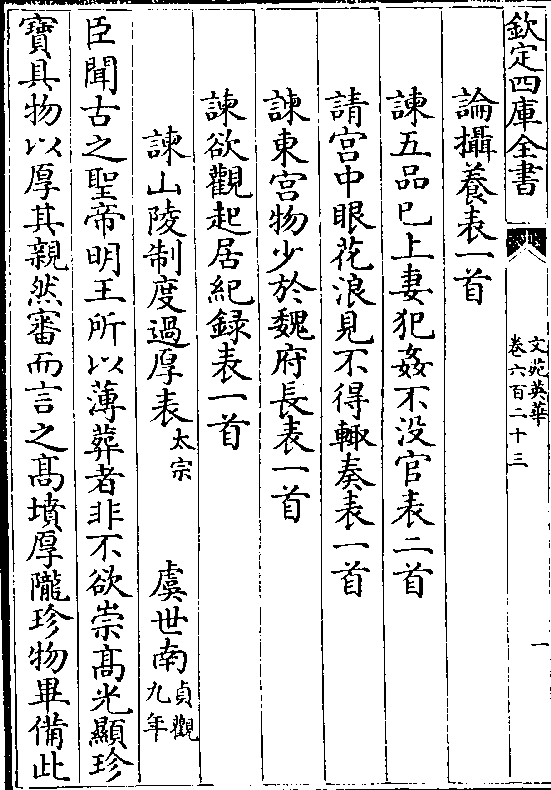 欽定四庫全書
文苑英華
卷六百二十三
一
論攝養表一首
諫五品已上妻犯姦不没官表二首
請宫中眼花浪見不得輙奏表一首
諫東宫物少於魏府長表一首
諫欲觀起居紀録表一首
諫山陵制度過厚表太宗 虞世南貞觀九年
臣聞古之聖帝明王所以薄葬者非不欲崇髙光顯珍
寶具物以厚其親然審而言之髙墳厚隴珍物畢備此